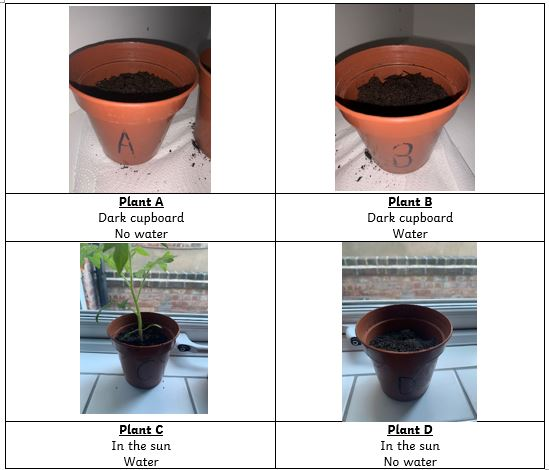 A
B
Plant A
Dark cupboard
No water
Plant B
Dark cupboard
Water
C
D
Plant C
In the sun
Water
Plant D
In the sun
No water